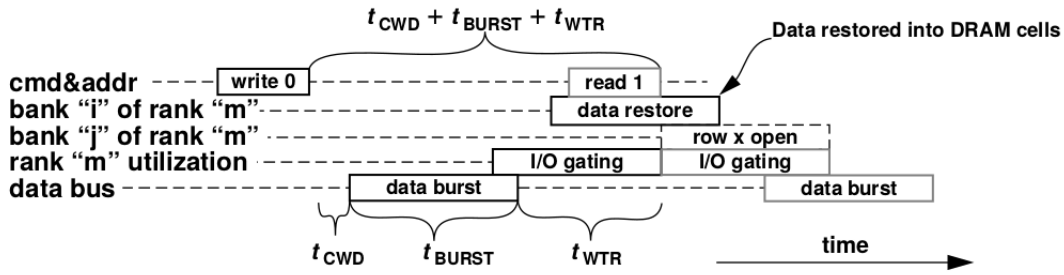 t CWD + t BURST + t WTR
Data restored into DRAM cells
cmd&addr write 0 read 1
bank “i” of rank “m” data restore
bank “j” of rank “m” row x open
rank “m” utilization I/O gating I/O gating
data bus data burst data burst
t CWD t BURST t WTR time